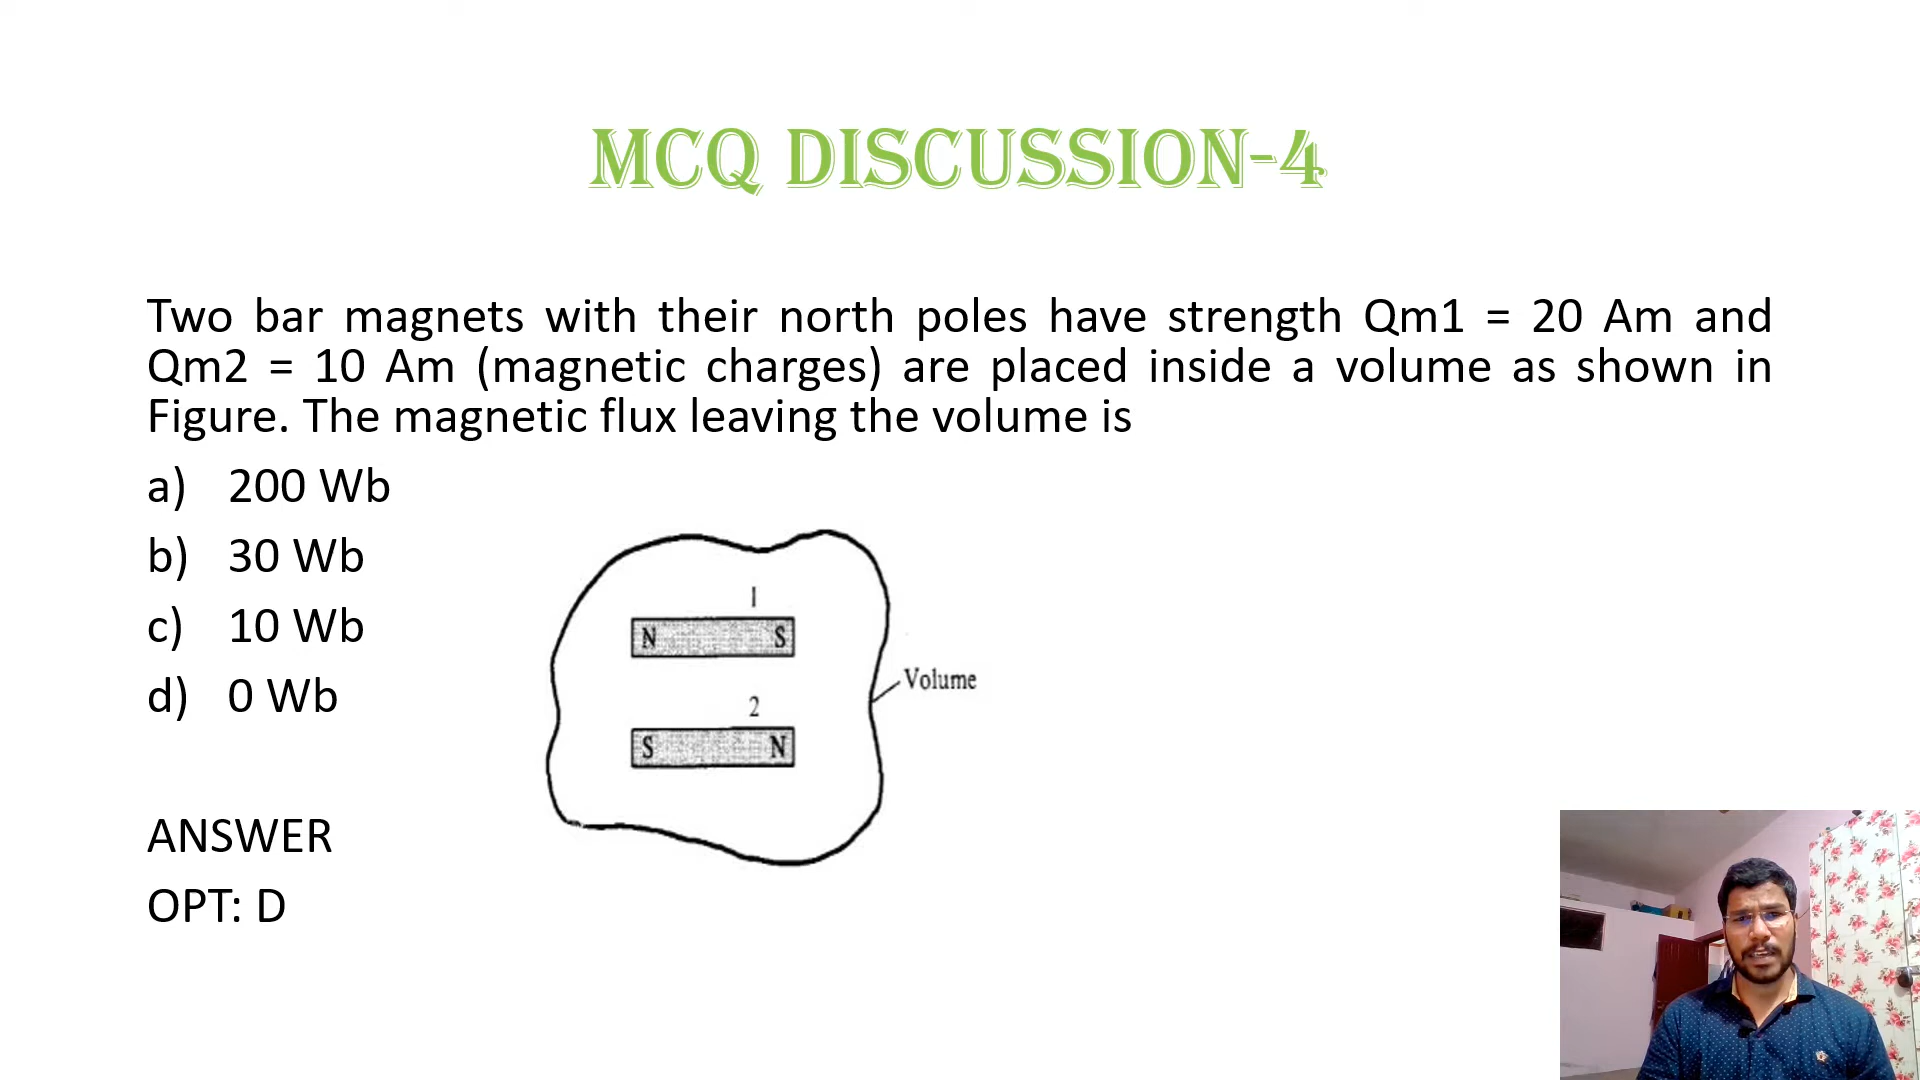 MCQ DISCUSSION-4
Two bar magnets with their north poles have strength Qm1 = 20 Am and
Qm2 = 10 Am (magnetic charges) are placed inside a volume as shown in
Figure. The magnetic flux leaving the volume is
a) 200 Wb
b) 30 Wb
c) 10 Wb
d) 0 Wb
1
N S
Volume
2
S N
ANSWER
OPT: D